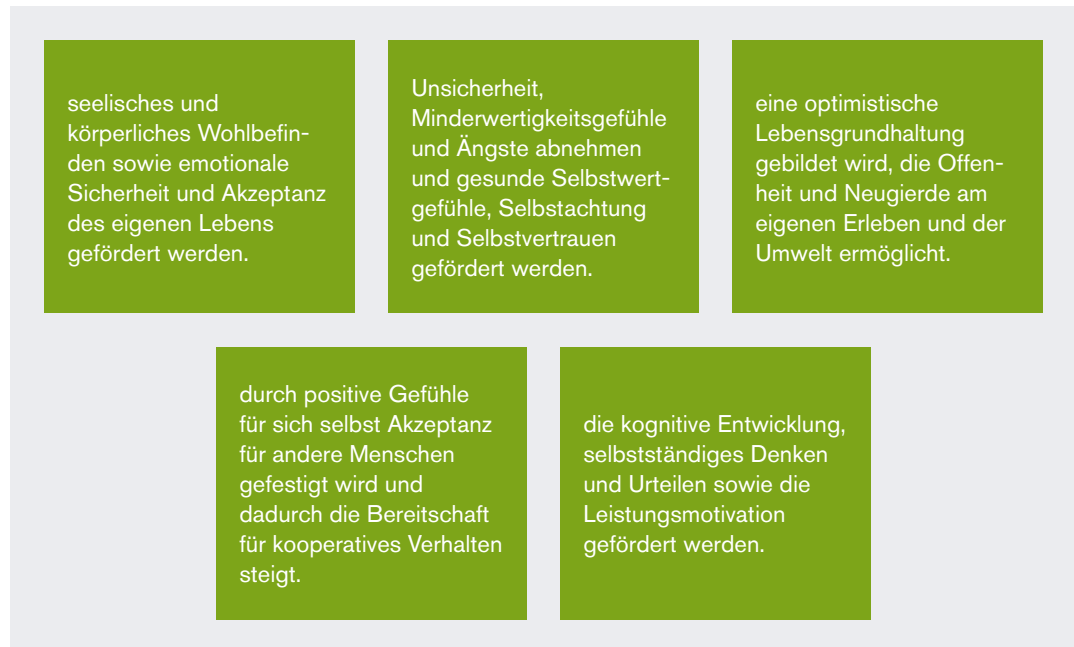 seelisches und
körperliches Wohlbefin-
den sowie emotionale
Sicherheit und Akzeptanz
des eigenen Lebens
gefördert werden.
Unsicherheit,
Minderwertigkeitsgefühle
und Ängste abnehmen
und gesunde Selbstwert-
gefühle, Selbstachtung
und Selbstvertrauen
gefördert werden.
eine optimistische
Lebensgrundhaltung
gebildet wird, die Offen-
heit und Neugierde am
eigenen Erleben und der
Umwelt ermöglicht.
durch positive Gefühle
für sich selbst Akzeptanz
für andere Menschen
gefestigt wird und
dadurch die Bereitschaft
für kooperatives Verhalten
steigt.
die kognitive Entwicklung,
selbstständiges Denken
und Urteilen sowie die
Leistungsmotivation
gefördert werden.